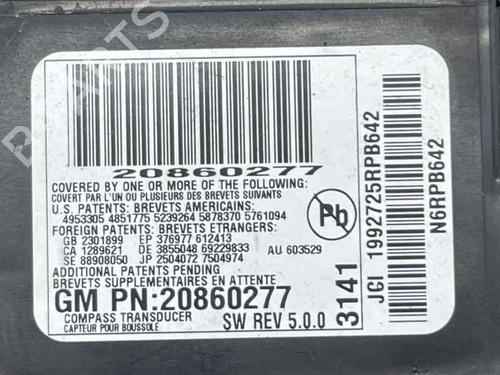 20860277
COVERED BY ONE OR MORE OF THE FOLLOWING:
COVERT PAR L'UN OU PLUSIEURS DES BREVETS SUIVANTS
U.S. PATENTS: BREVETS AMERICAINS:
4953305 4851775 5239264 5878370 5761094
FOREIGN PATENTS: BREVETS ETRANGERS:
GB 2301899 EP 376977 612413
CA 1289621 DE 3855048 69229833 AU 603529
SE 88908050 JP 2504072 7504974
ADDITIONAL PATENTS PENDING
BREVETS SUPPLEMENTAIRES EN ATTENTE
GM PN:20860277
COMPASS TRANSDUCER SW REV 5.0.0
CAPTEUR POUR BOUSSOLE
Pb
3141
JCI 1992725RPB642
N6RPB642
PARTS